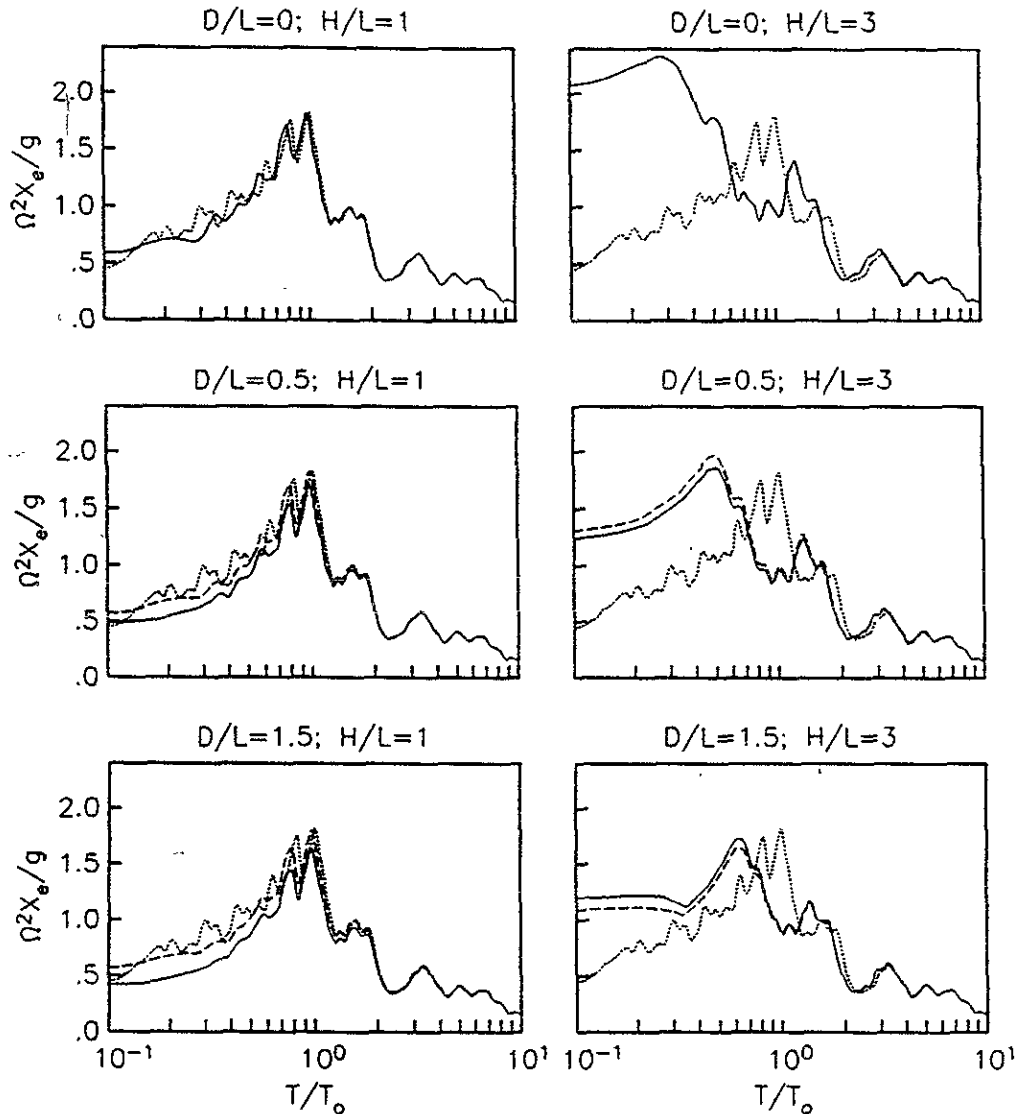 D/L=0; H/L=1
D/L=0; H/L=3
2.0
1.5
1.0
.5
.0
Ω²Xₑ/g
D/L=0.5; H/L=1
D/L=0.5; H/L=3
2.0
1.5
1.0
.5
.0
Ω²Xₑ/g
D/L=1.5; H/L=1
D/L=1.5; H/L=3
2.0
1.5
1.0
.5
.0
Ω²Xₑ/g
10⁻¹ 10⁰ 10¹
10⁻¹ 10⁰ 10¹
T/Tₒ
T/Tₒ